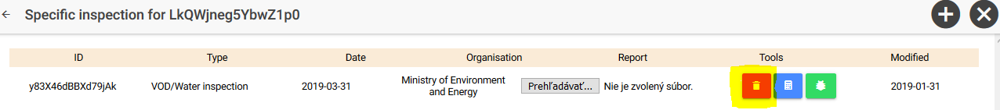 Specific inspection for LkQWjneg5YbwZ1p0
ID Type Date Organisation Report Tools Modified
y83X46dBBXd79jAk VOD/Water inspection 2019-03-31 Ministry of Environment and Energy Prehľadávať... Nie je zvolený súbor. 2019-01-31